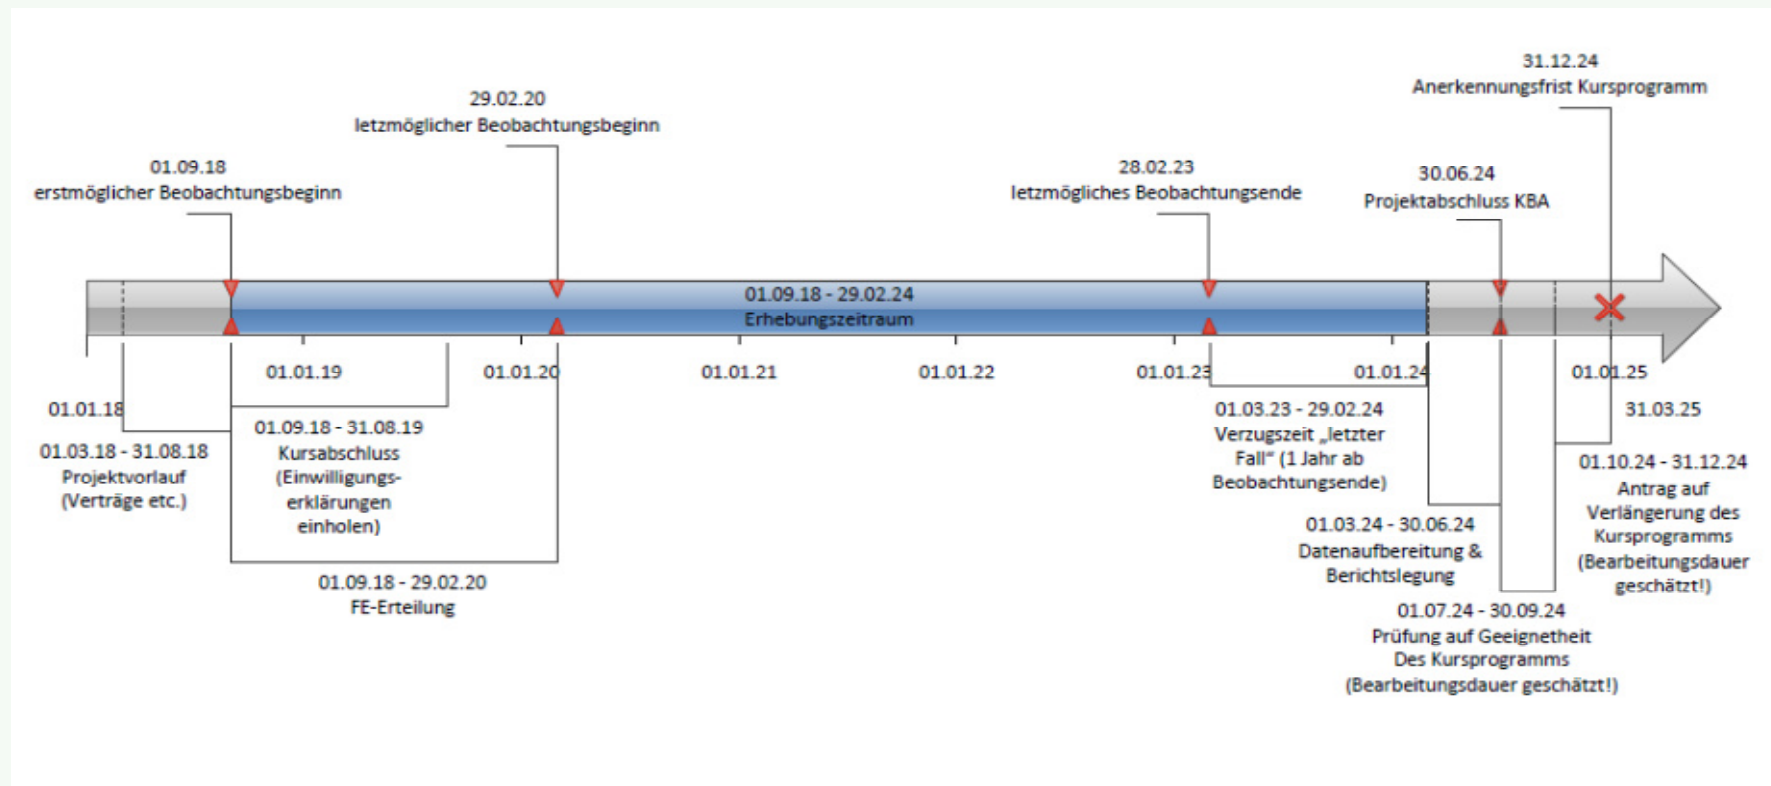 31.12.24
Anerkennungsfrist Kursprogramm
29.02.20
letzmöglicher Beobachtungsbeginn
01.09.18
erstmöglicher Beobachtungsbeginn
28.02.23
letzmögliches Beobachtungsende
30.06.24
Projektabschluss KBA
01.09.18 - 29.02.24
Erhebungszeitraum
01.01.18
01.01.19
01.01.20
01.01.21
01.01.22
01.01.23
01.01.24
01.01.25
31.03.25
01.03.18 - 31.08.18
Projektvorlauf
(Verträge etc.)
01.09.18 - 31.08.19
Kursabschluss
(Einwilligungs-
erklärungen
einholen)
01.09.18 - 29.02.20
FE-Erteilung
01.03.23 - 29.02.24
Verzugszeit „letzter
Fall“ (1 Jahr ab
Beobachtungsende)
01.03.24 - 30.06.24
Datenaufbereitung &
Berichtslegung
01.07.24 - 30.09.24
Prüfung auf Geeignetheit
Des Kursprogramms
(Bearbeitungsdauer geschätzt!)
01.10.24 - 31.12.24
Antrag auf
Verlängerung des
Kursprogramms
(Bearbeitungsdauer
geschätzt!)